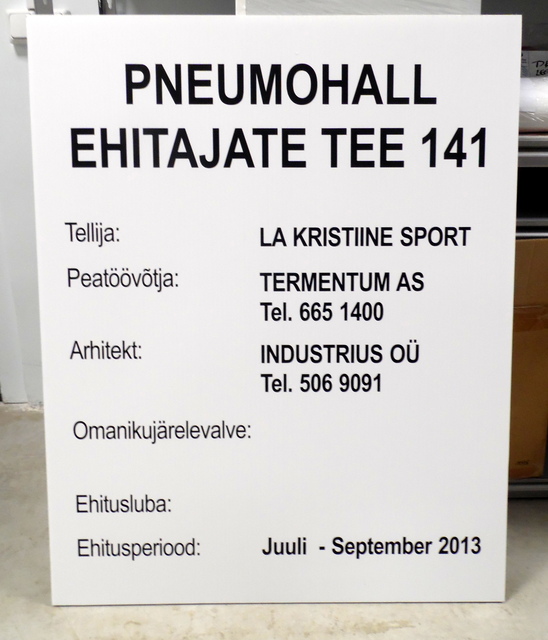 PNEUMOHALL
EHITAJATE TEE 141
Tellija: LA KRISTIINE SPORT
Peatöövõtja: TERMENTUM AS
Tel. 665 1400
Arhitekt: INDUSTRIUS OÜ
Tel. 506 9091
Omanikujärelevalve:
Ehitusluba:
Ehitusperiood: Juuli - September 2013